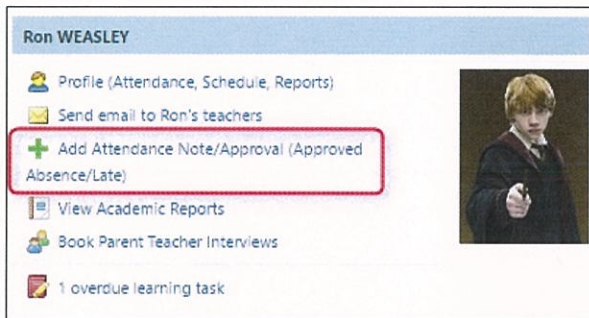 Ron WEASLEY
Profile (Attendance, Schedule, Reports)
Send email to Ron's teachers
Add Attendance Note/Approval (Approved
Absence/Late)
View Academic Reports
Book Parent Teacher Interviews
1 overdue learning task